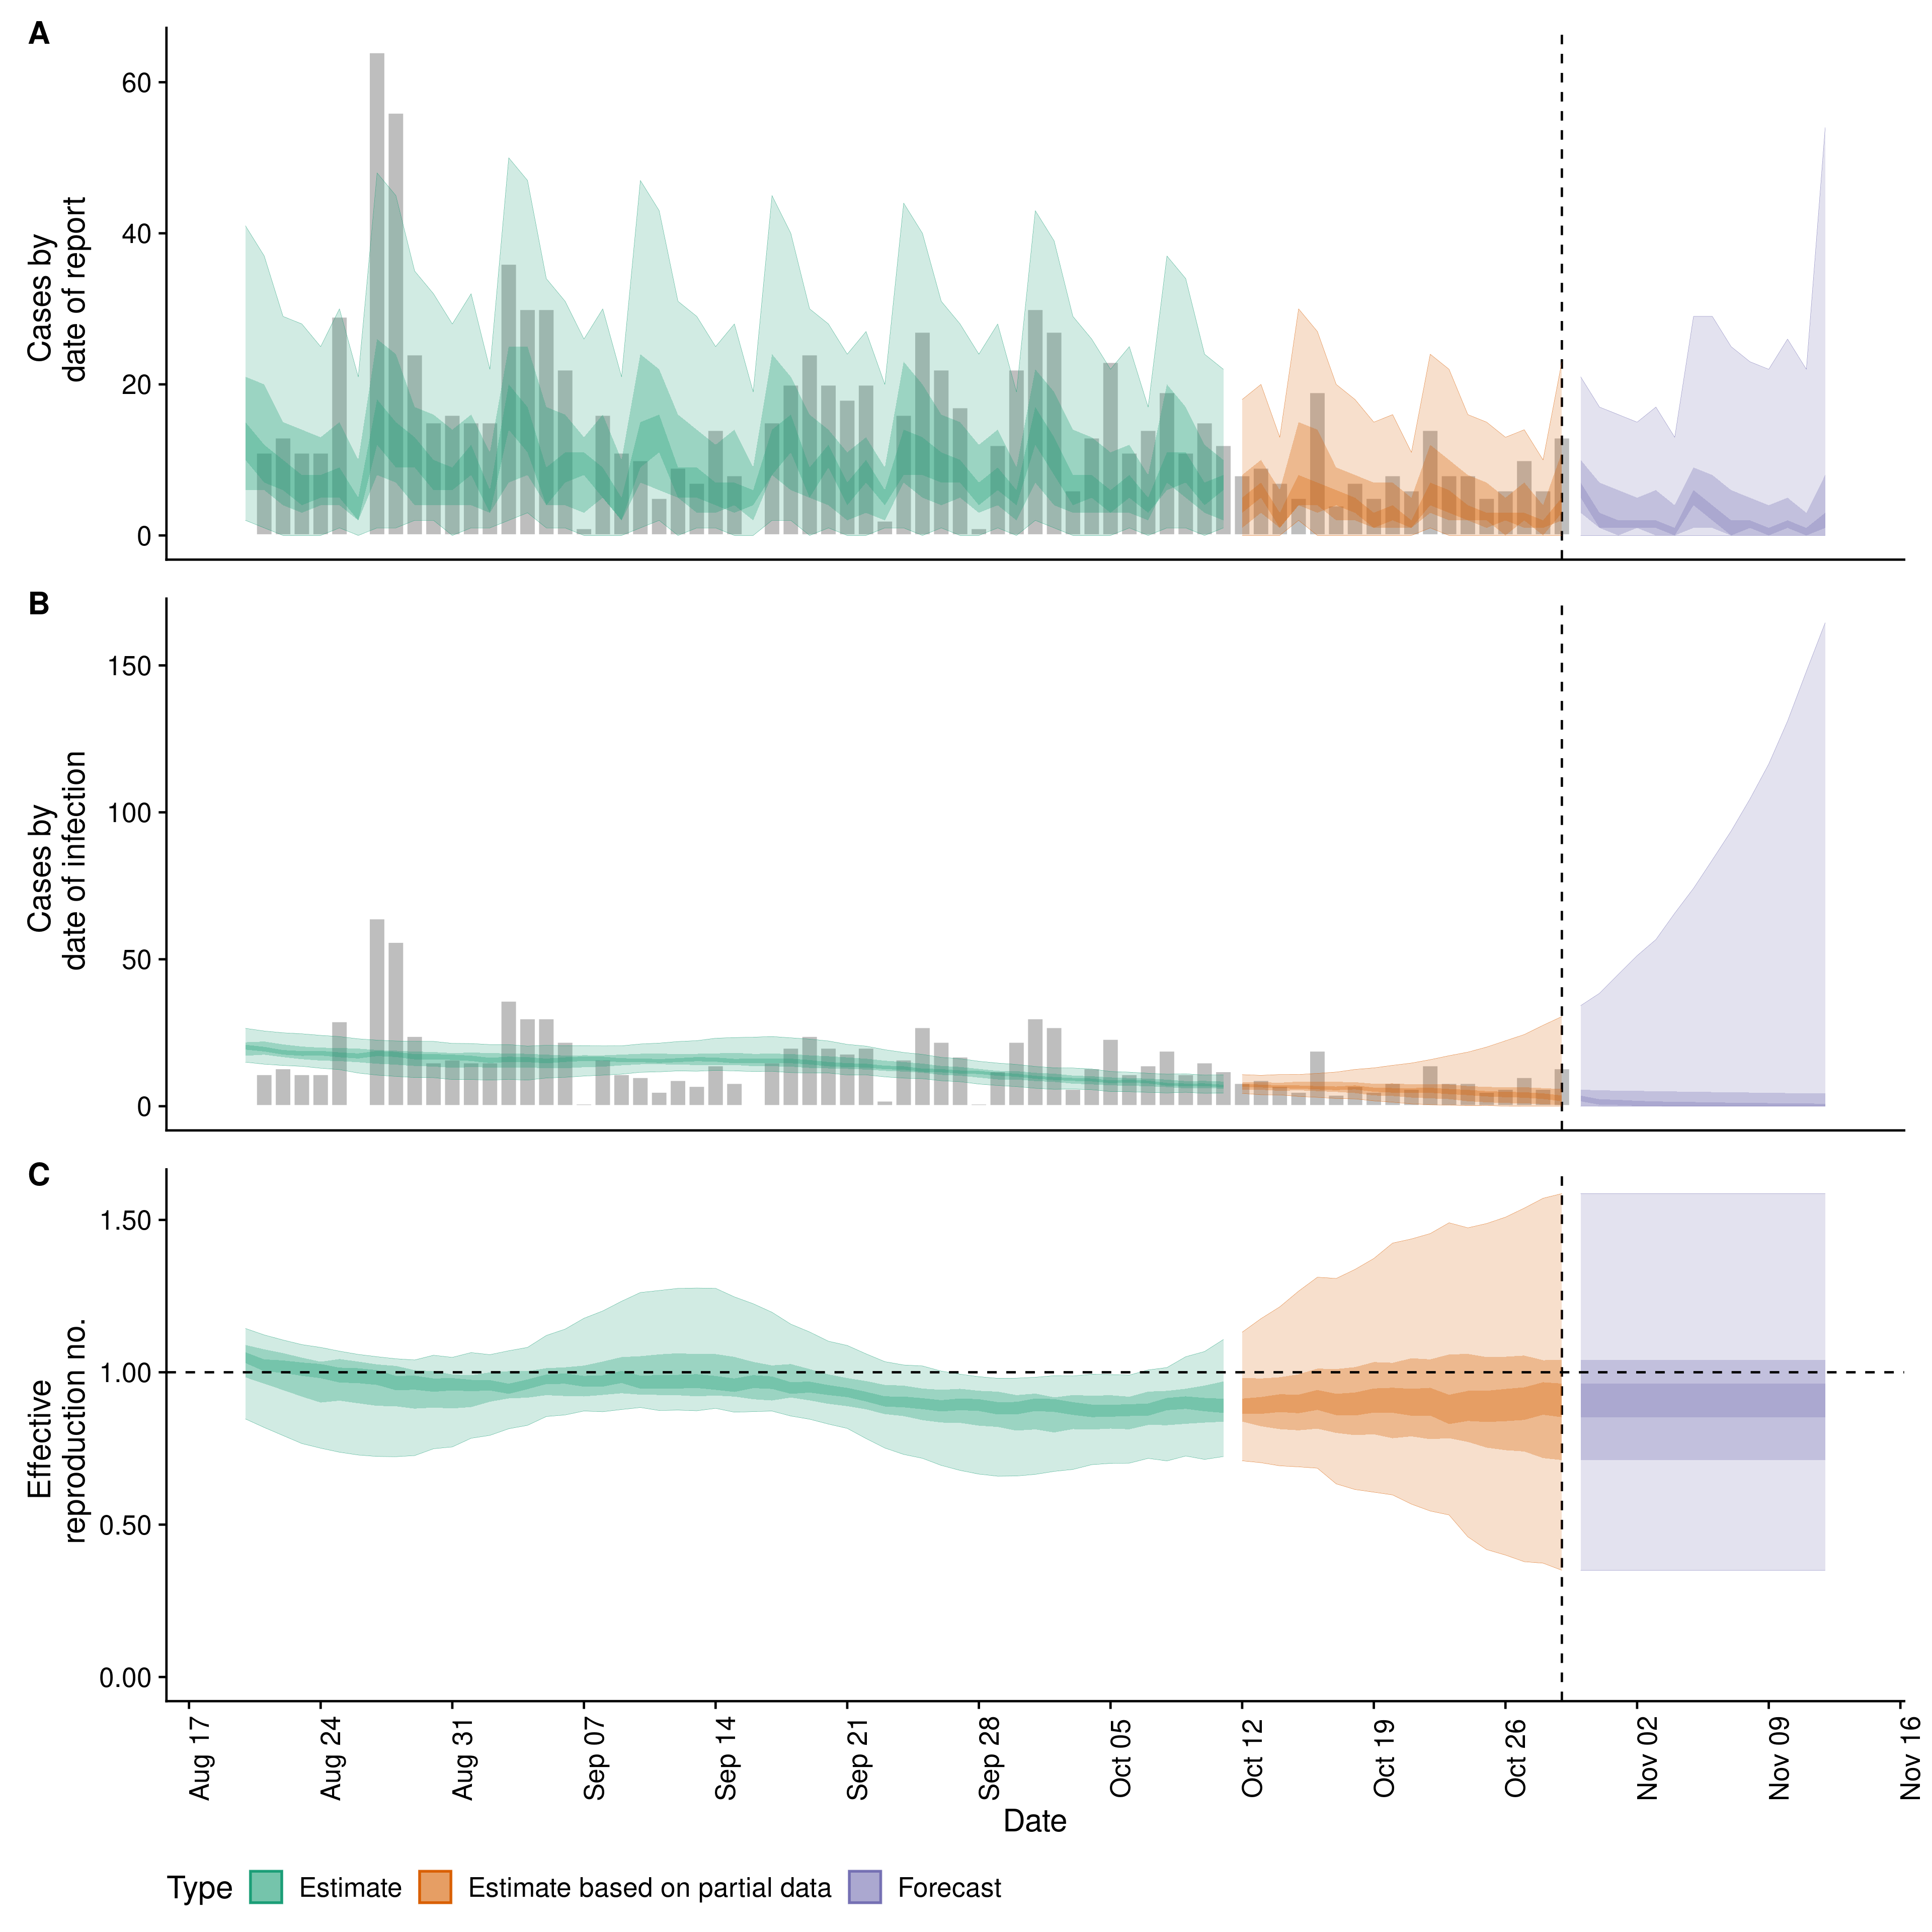 A
Cases by
date of report
60
40
20
0
B
Cases by
date of infection
150
100
50
0
C
Effective
reproduction no.
1.50
1.00
0.50
0.00
Aug 17
Aug 24
Aug 31
Sep 07
Sep 14
Sep 21
Sep 28
Oct 05
Oct 12
Oct 19
Oct 26
Nov 02
Nov 09
Nov 16
Date
Type Estimate Estimate based on partial data Forecast